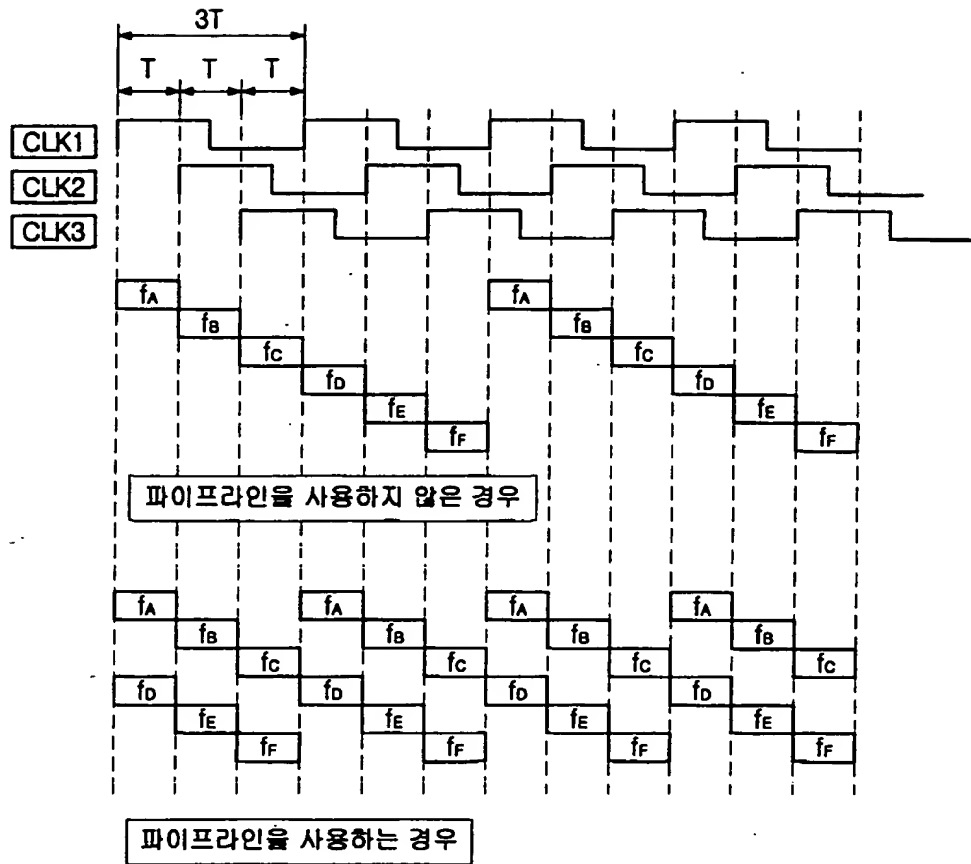 3T
T T T
CLK1
CLK2
CLK3
fA fA
fB fB
fC fC
fD fD
fE fE
fF fF
파이프라인을 사용하지 않은 경우
fA fA fA fA
fB fB fB fB
fC fC fC fC
fD fD fD fD
fE fE fE fE
fF fF fF fF
파이프라인을 사용하는 경우